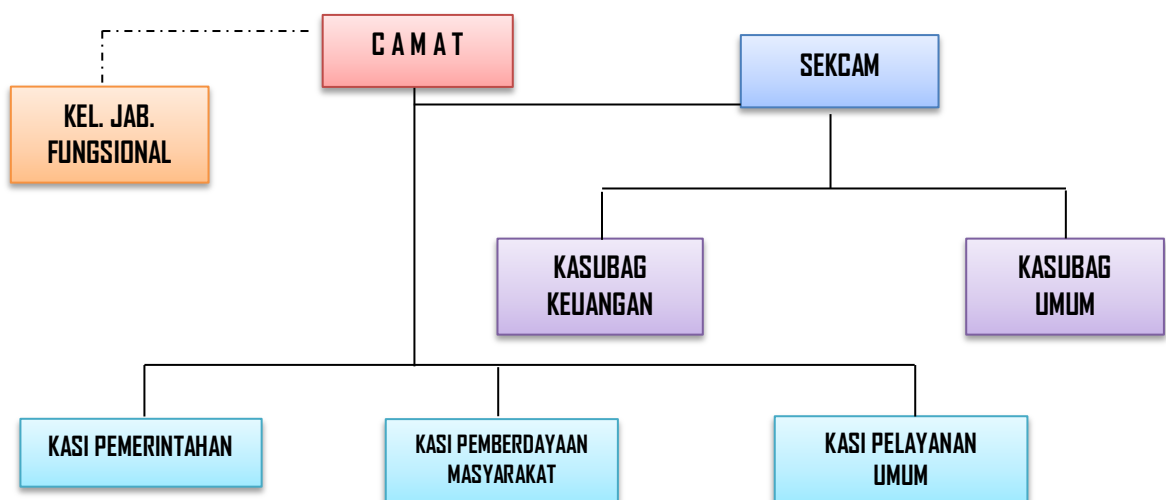 C A M A T
SEKCAM
KEL. JAB.
FUNGSIONAL
KASUBAG
KEUANGAN
KASUBAG
UMUM
KASI PEMERINTAHAN
KASI PEMBERDAYAAN
MASYARAKAT
KASI PELAYANAN
UMUM